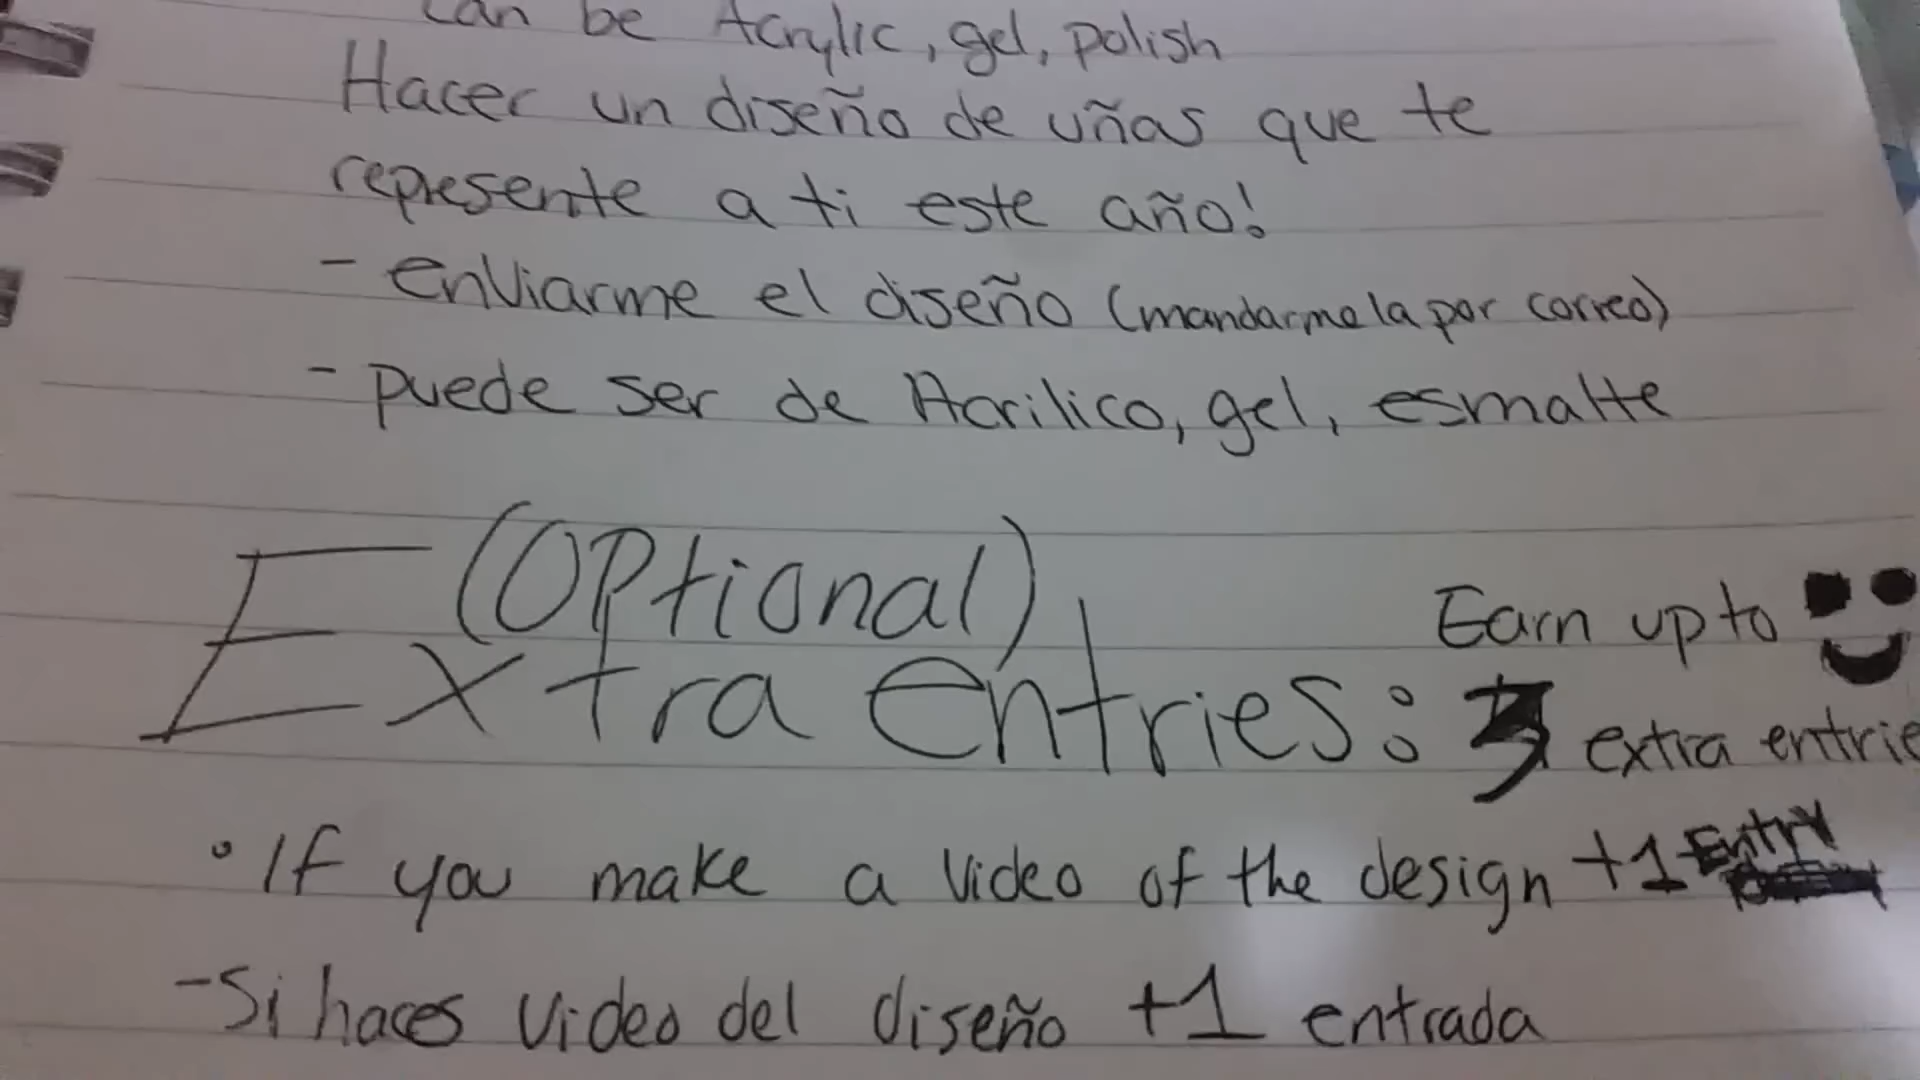 can be Acrylic, gel, polish
Hacer un diseño de uñas que te
represente a ti este año!
- enviarme el diseño (mandarmela por correo)
- puede ser de Acrilico, gel, esmalte
(Optional)
Extra entries:
Earn up to
3 extra entrie
• If you make a video of the design +1 Entry
- Si haces video del diseño +1 entrada